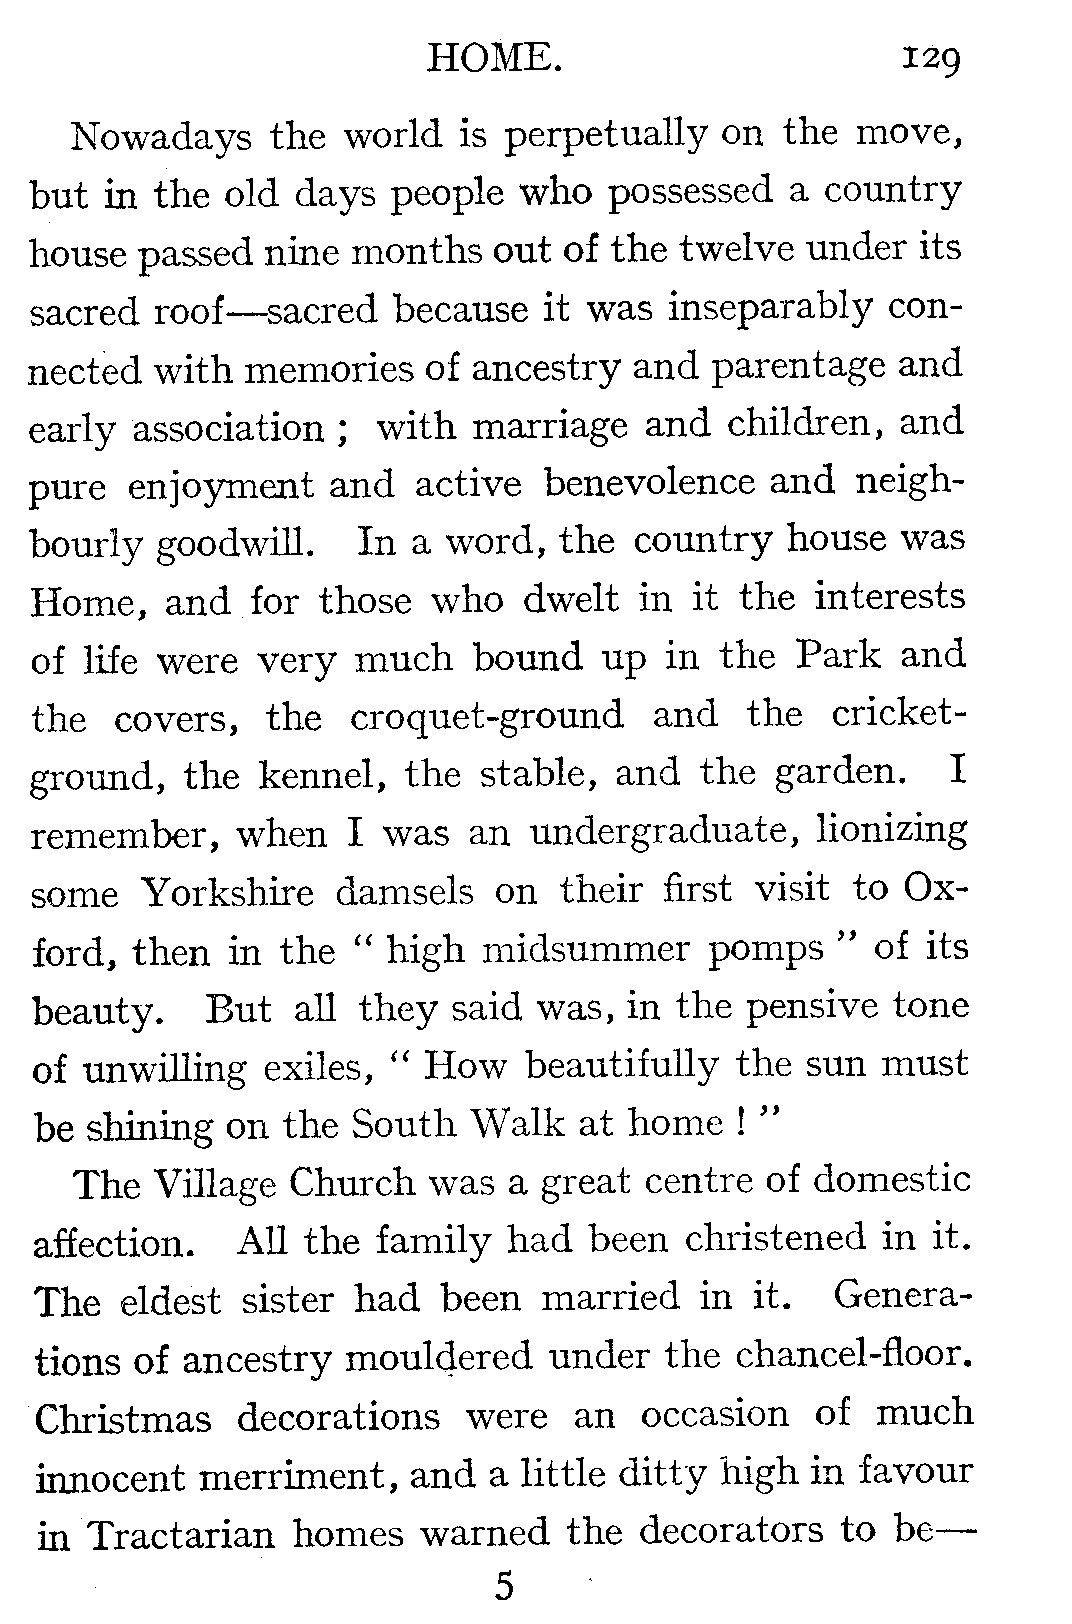 HOME. 129
Nowadays the world is perpetually on the move,
but in the old days people who possessed a country
house passed nine months out of the twelve under its
sacred roof—sacred because it was inseparably con-
nected with memories of ancestry and parentage and
early association ; with marriage and children, and
pure enjoyment and active benevolence and neigh-
bourly goodwill. In a word, the country house was
Home, and for those who dwelt in it the interests
of life were very much bound up in the Park and
the covers, the croquet-ground and the cricket-
ground, the kennel, the stable, and the garden. I
remember, when I was an undergraduate, lionizing
some Yorkshire damsels on their first visit to Ox-
ford, then in the “ high midsummer pomps ” of its
beauty. But all they said was, in the pensive tone
of unwilling exiles, “ How beautifully the sun must
be shining on the South Walk at home ! ”
The Village Church was a great centre of domestic
affection. All the family had been christened in it.
The eldest sister had been married in it. Genera-
tions of ancestry mouldered under the chancel-floor.
Christmas decorations were an occasion of much
innocent merriment, and a little ditty high in favour
in Tractarian homes warned the decorators to be—
5